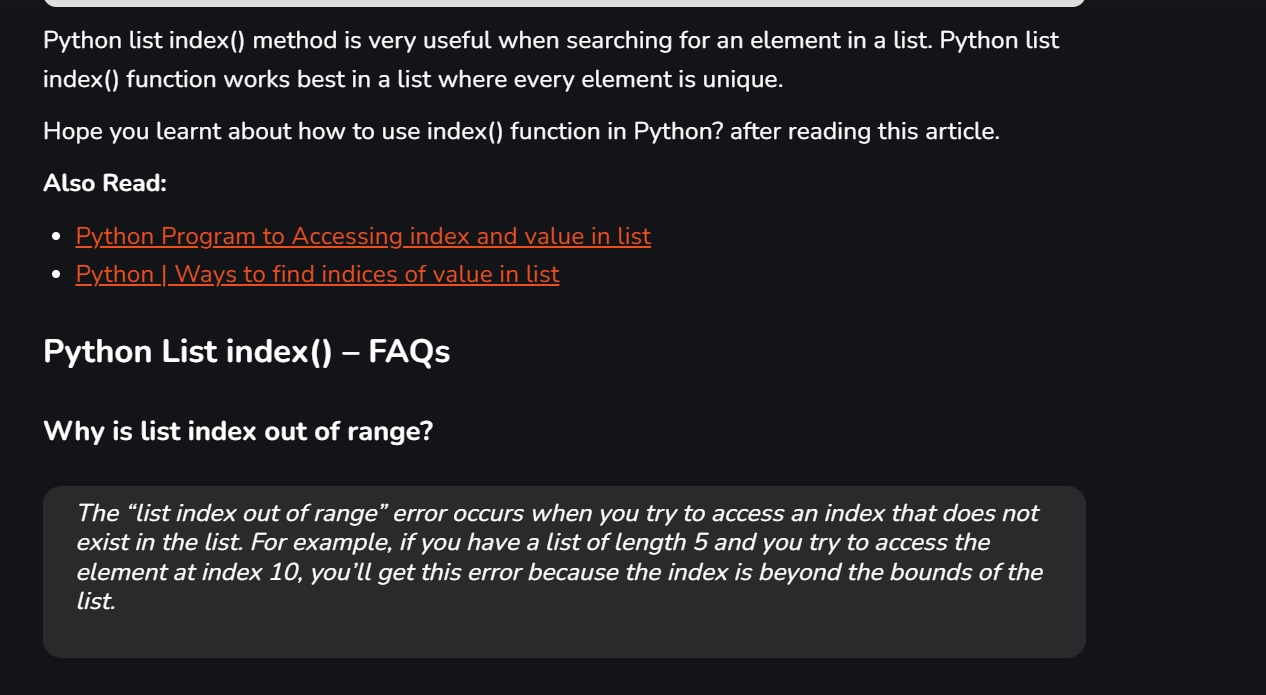 Python list index() method is very useful when searching for an element in a list. Python list
index() function works best in a list where every element is unique.
Hope you learnt about how to use index() function in Python? after reading this article.
Also Read:
Python Program to Accessing index and value in list
Python | Ways to find indices of value in list
Python List index() – FAQs
Why is list index out of range?
The “list index out of range” error occurs when you try to access an index that does not
exist in the list. For example, if you have a list of length 5 and you try to access the
element at index 10, you’ll get this error because the index is beyond the bounds of the
list.